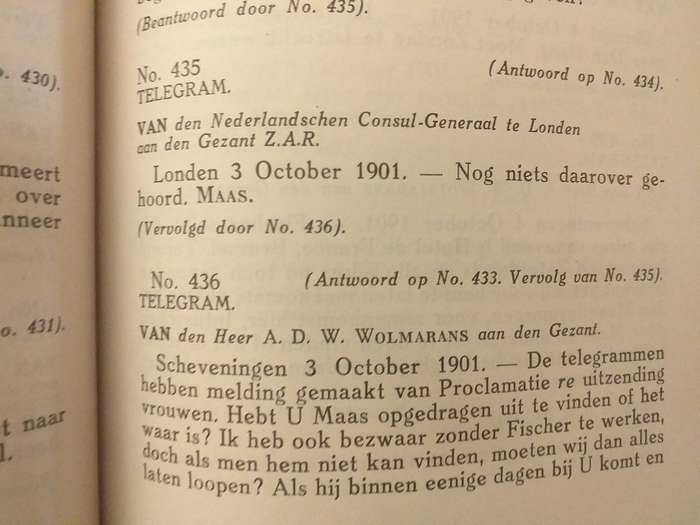 (Beantwoord door No. 435).
No. 435 (Antwoord op No. 434).
TELEGRAM.
VAN den Nederlandschen Consul-Generaal te Londen
aan den Gezant Z.A.R.
Londen 3 October 1901. — Nog niets daarover ge-
hoord. MAAS.
(Vervolgd door No. 436).
No. 436 (Antwoord op No. 433. Vervolg van No. 435).
TELEGRAM.
VAN den Heer A. D. W. WOLMARANS aan den Gezant.
Scheveningen 3 October 1901. — De telegrammen
hebben melding gemaakt van Proclamatie re uitzending
vrouwen. Hebt U Maas opgedragen uit te vinden of het
waar is? Ik heb ook bezwaar zonder Fischer te werken,
doch als men hem niet kan vinden, moeten wij dan alles
laten loopen? Als hij binnen eenige dagen bij U komt en
430).
meert
over
nneer
431).
t naar